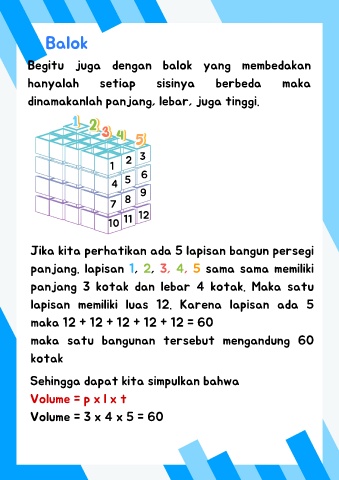 Balok
Begitu juga dengan balok yang membedakan
hanyalah setiap sisinya berbeda maka
dinamakanlah panjang, lebar, juga tinggi.
1 2 3 4 5
1 2 3
4 5 6
7 8 9
10 11 12
Jika kita perhatikan ada 5 lapisan bangun persegi
panjang. lapisan 1, 2, 3, 4, 5 sama sama memiliki
panjang 3 kotak dan lebar 4 kotak. Maka satu
lapisan memiliki luas 12. Karena lapisan ada 5
maka 12 + 12 + 12 + 12 + 12 = 60
maka satu bangunan tersebut mengandung 60
kotak
Sehingga dapat kita simpulkan bahwa
Volume = p x l x t
Volume = 3 x 4 x 5 = 60